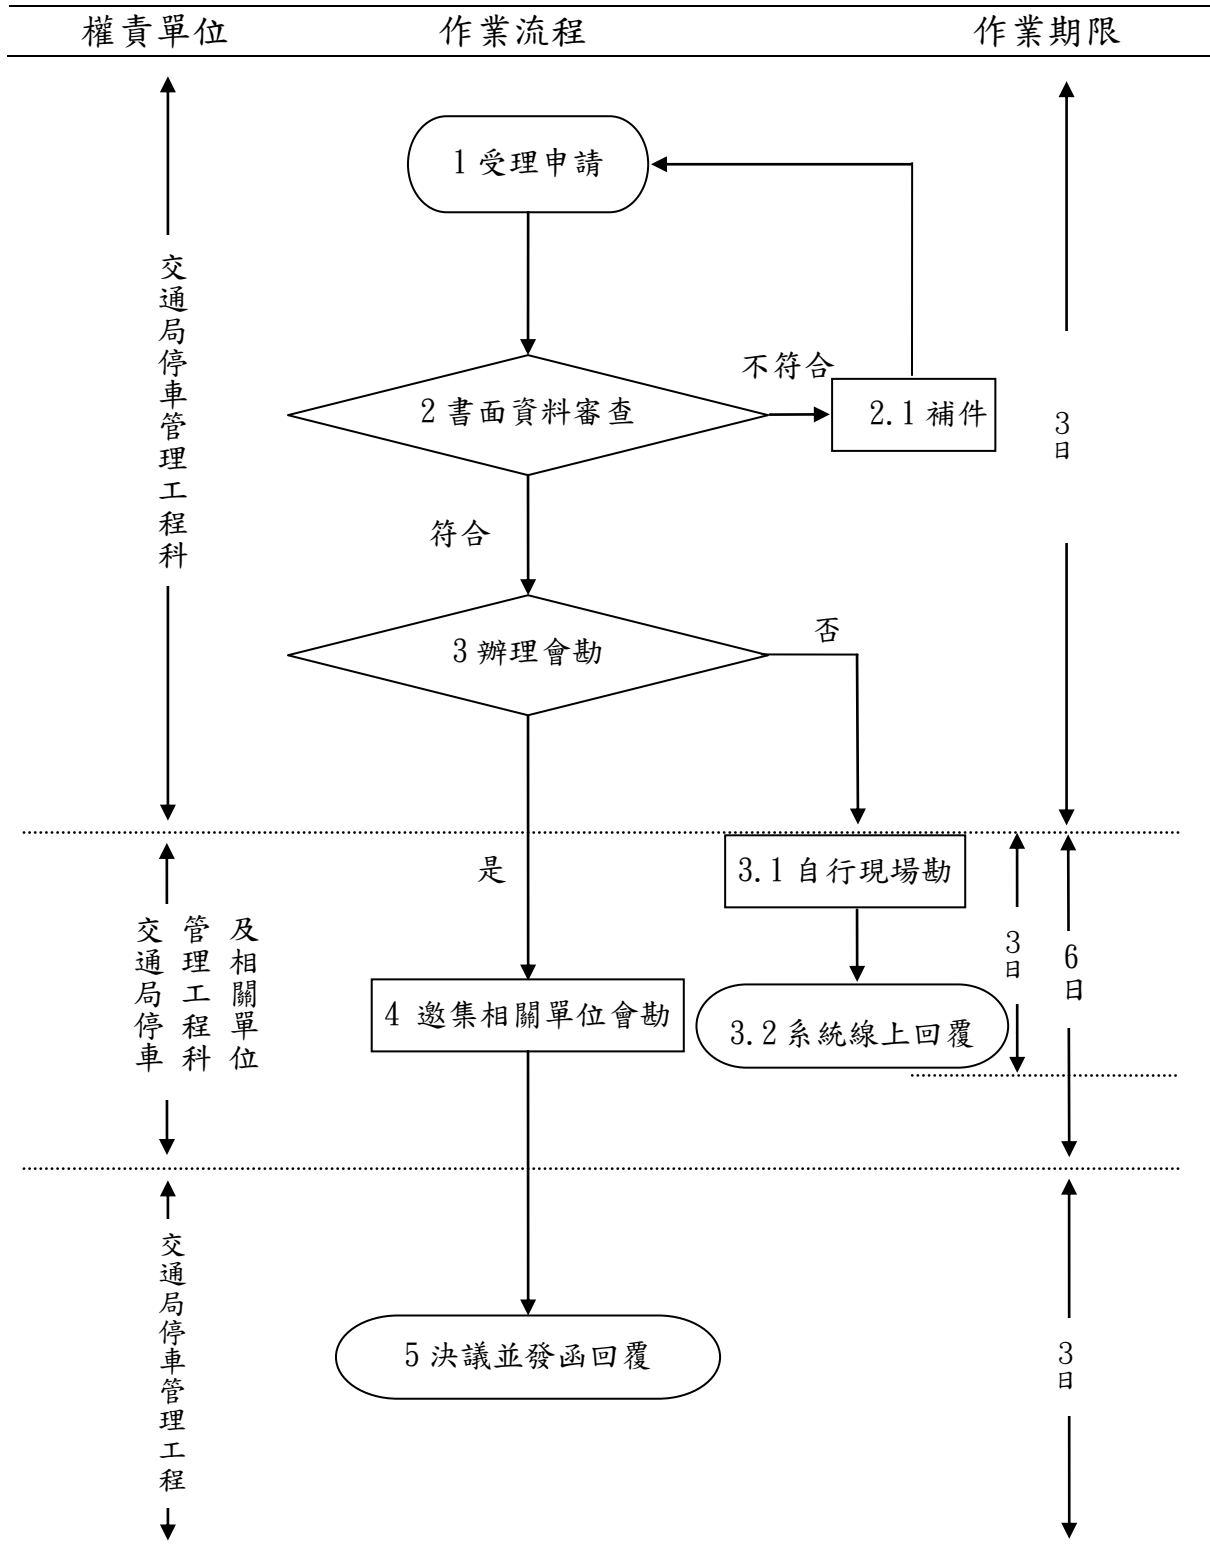 權責單位 作業流程 作業期限
1 受理申請
交通局停車管理工程科
不符合
2 書面資料審查
2.1 補件
3日
符合
否
3 辦理會勘
是
3.1 自行現場勘
交通局停車
管理工程科
及相關單位
3日
6日
4 邀集相關單位會勘
3.2 系統線上回覆
交通局停車管理工程
5 決議並發函回覆
3日